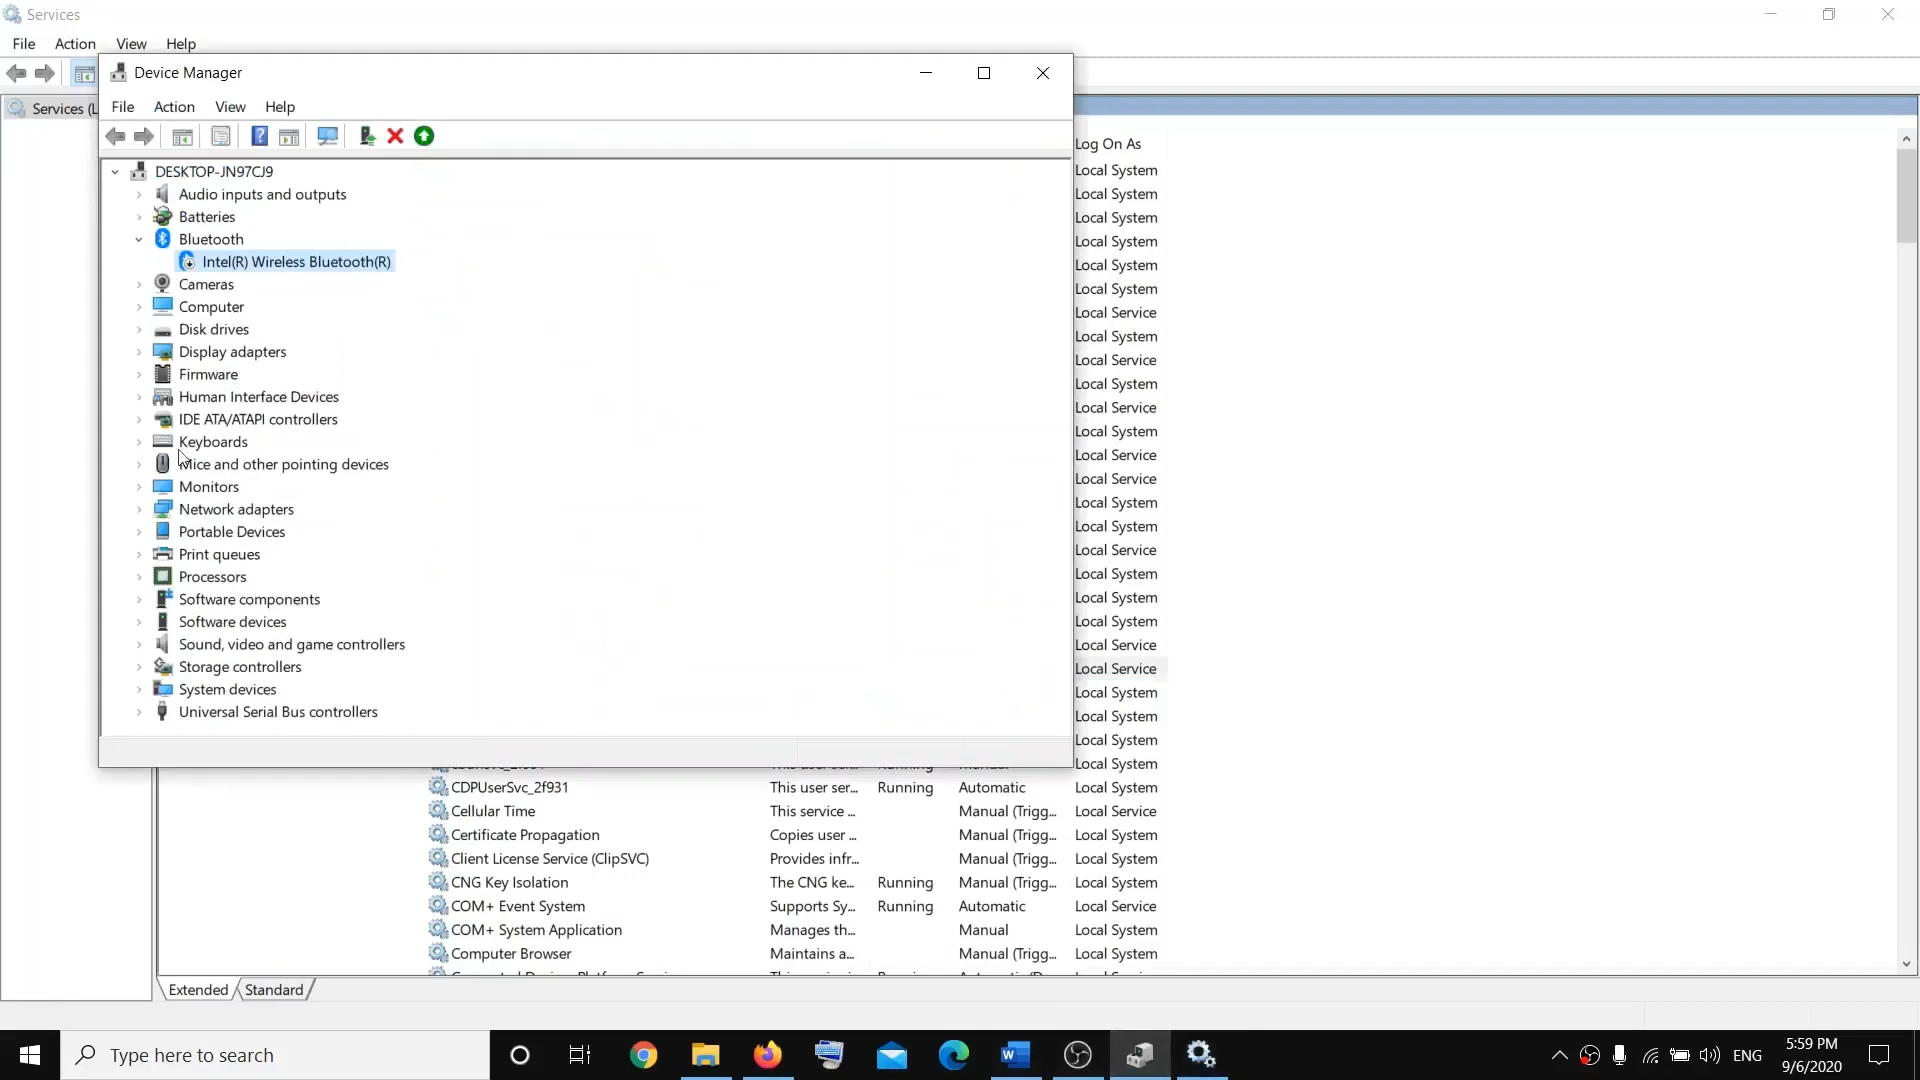 Services
File Action View Help
Services (L
Device Manager
File Action View Help
DESKTOP-JN97CJ9
Audio inputs and outputs
Batteries
Bluetooth
Intel(R) Wireless Bluetooth(R)
Cameras
Computer
Disk drives
Display adapters
Firmware
Human Interface Devices
IDE ATA/ATAPI controllers
Keyboards
Mice and other pointing devices
Monitors
Network adapters
Portable Devices
Print queues
Processors
Software components
Software devices
Sound, video and game controllers
Storage controllers
System devices
Universal Serial Bus controllers
Log On As
Local System
Local System
Local System
Local System
Local System
Local System
Local Service
Local System
Local Service
Local System
Local Service
Local System
Local Service
Local Service
Local System
Local System
Local Service
Local System
Local System
Local System
Local Service
Local Service
Local System
Local System
Local System
Local System
CDPUserSvc_2f931 This user ser... Running Automatic Local System
Cellular Time This service ... Manual (Trigg... Local Service
Certificate Propagation Copies user ... Manual (Trigg... Local System
Client License Service (ClipSVC) Provides infr... Manual (Trigg... Local System
CNG Key Isolation The CNG ke... Running Manual (Trigg... Local System
COM+ Event System Supports Sy... Running Automatic Local Service
COM+ System Application Manages th... Manual Local System
Computer Browser Maintains a... Manual (Trigg... Local System
Extended Standard
Type here to search
ENG
5:59 PM
9/6/2020